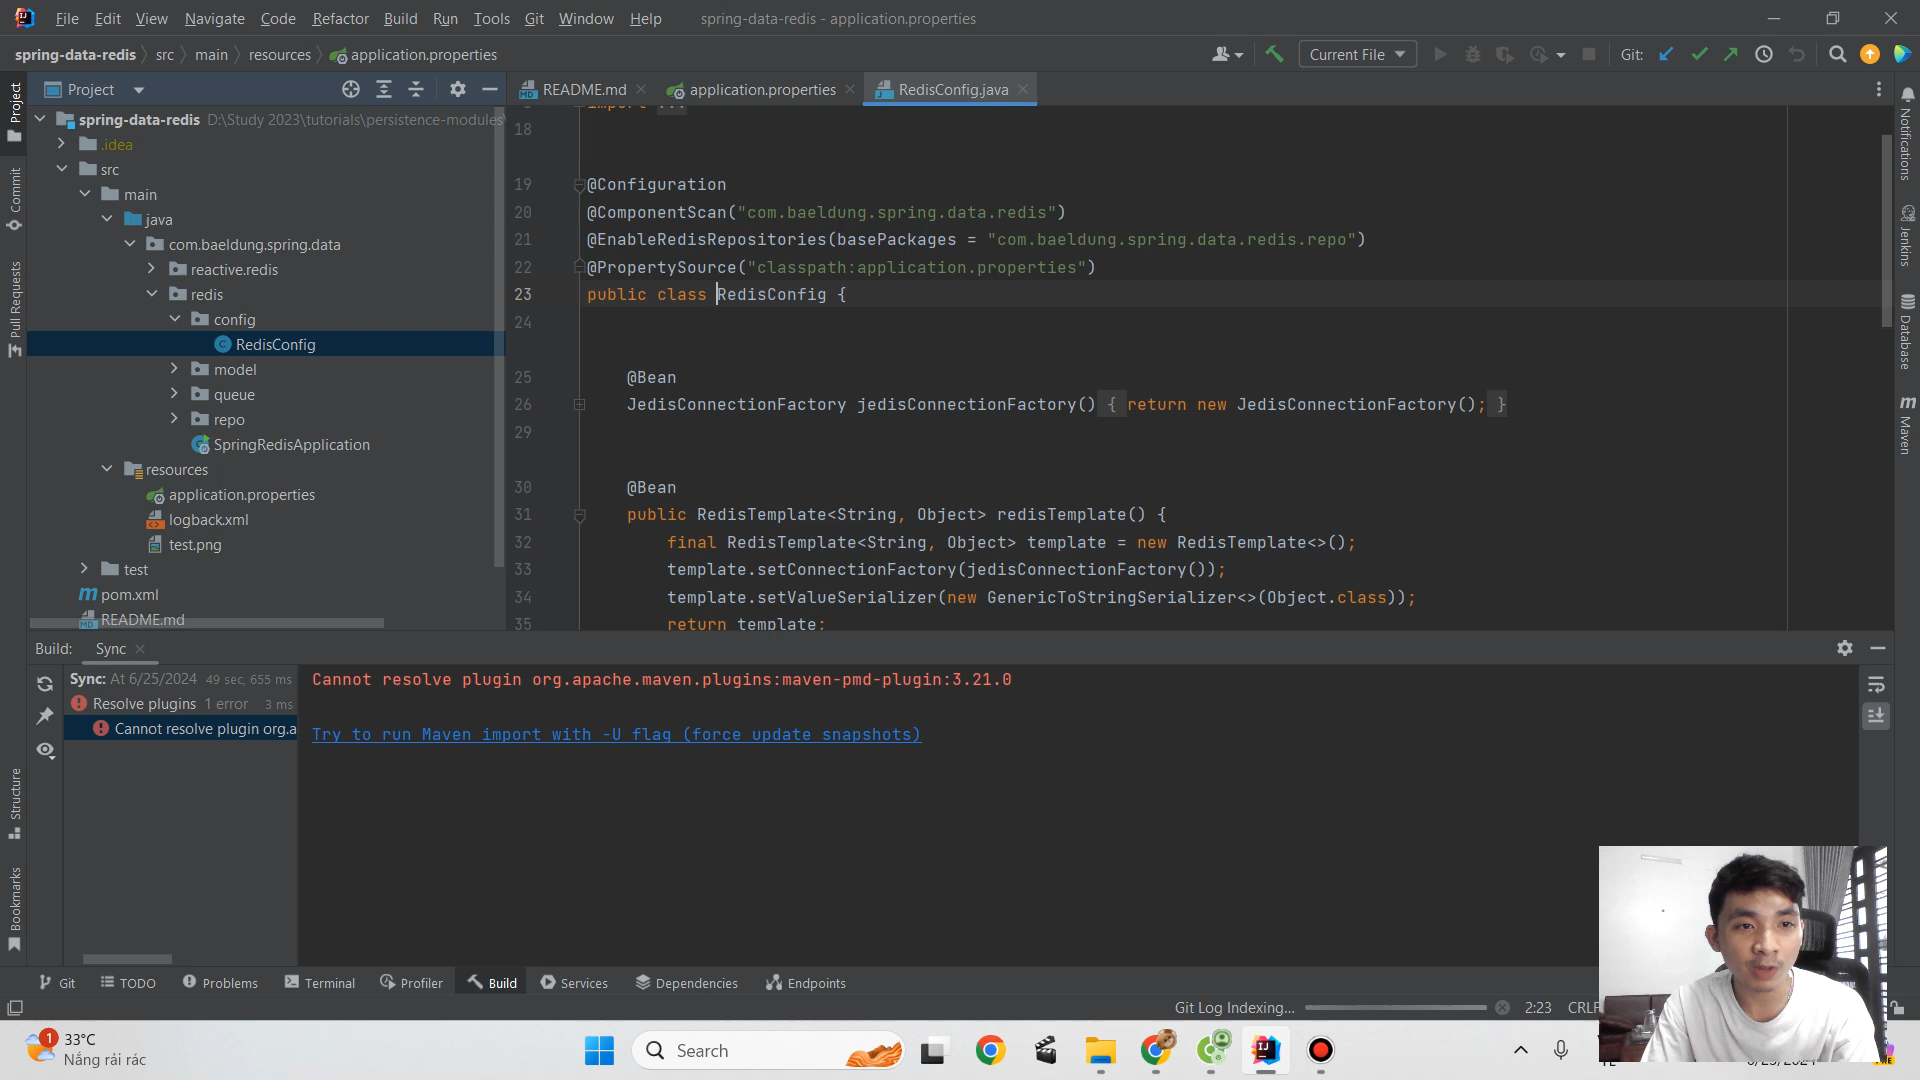 File Edit View Navigate Code Refactor Build Run Tools Git Window Help spring-data-redis - application.properties
spring-data-redis src main resources application.properties
Current File Git:
Project
README.md application.properties RedisConfig.java
spring-data-redis D:\Study 2023\tutorials\persistence-modules
.idea
src
main
java
com.baeldung.spring.data
reactive.redis
redis
config
RedisConfig
model
queue
repo
SpringRedisApplication
resources
application.properties
logback.xml
test.png
test
pom.xml
README.md
import ...
18
19 @Configuration
20 @ComponentScan("com.baeldung.spring.data.redis")
21 @EnableRedisRepositories(basePackages = "com.baeldung.spring.data.redis.repo")
22 @PropertySource("classpath:application.properties")
23 public class RedisConfig {
24
25 @Bean
26 JedisConnectionFactory jedisConnectionFactory() { return new JedisConnectionFactory(); }
29
30 @Bean
31 public RedisTemplate<String, Object> redisTemplate() {
32 final RedisTemplate<String, Object> template = new RedisTemplate<>();
33 template.setConnectionFactory(jedisConnectionFactory());
34 template.setValueSerializer(new GenericToStringSerializer<>(Object.class));
35 return template;
Project
Commit
Pull Requests
Structure
Bookmarks
Notifications
Jenkins
Database
m Maven
Build: Sync
Sync: At 6/25/2024 49 sec, 655 ms
Resolve plugins 1 error 3 ms
Cannot resolve plugin org.a
Cannot resolve plugin org.apache.maven.plugins:maven-pmd-plugin:3.21.0
Try to run Maven import with -U flag (force update snapshots)
Git TODO Problems Terminal Profiler Build Services Dependencies Endpoints
Git Log Indexing... 2:23 CRLF
1
33°C
Nắng rải rác
Search